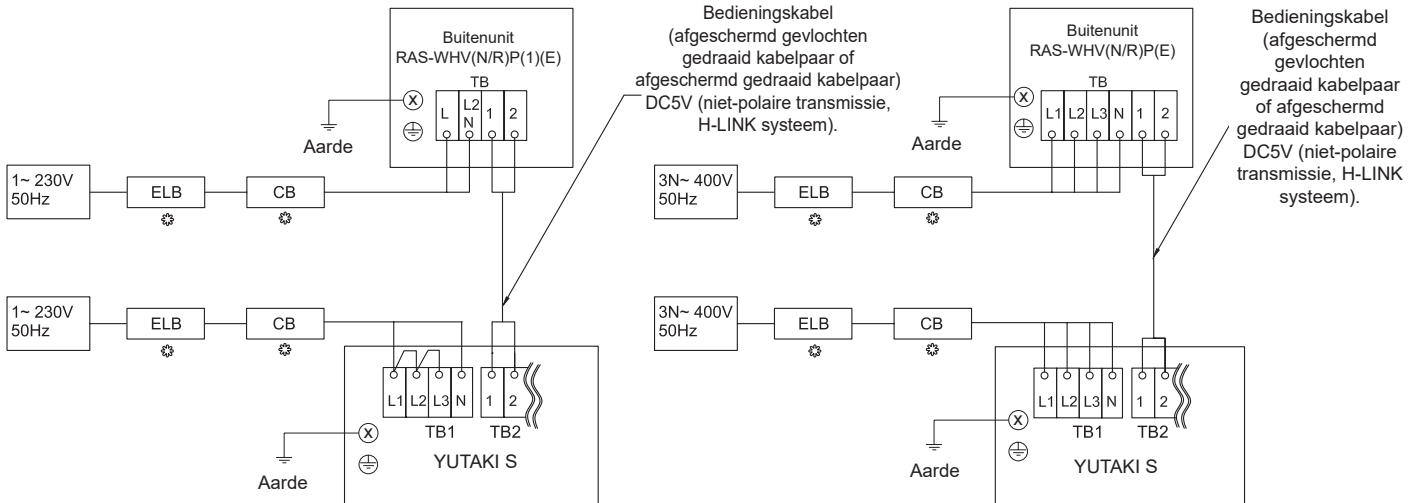 Buitenunit
RAS-WHV(N/R)P(1)(E)
TB
L
L2
N
1
2
X
Aarde
1~ 230V
50Hz
ELB
CB
Bedieningskabel
(afgeschermd gevlochten
gedraaid kabelpaar of
afgeschermd gedraaid kabelpaar)
DC5V (niet-polaire transmissie,
H-LINK systeem).
1~ 230V
50Hz
ELB
CB
L1
L2
L3
N
1
2
TB1
TB2
X
YUTAKI S
Aarde
Buitenunit
RAS-WHV(N/R)P(E)
TB
L1
L2
L3
N
1
2
X
Aarde
3N~ 400V
50Hz
ELB
CB
Bedieningskabel
(afgeschermd
gevlochten
gedraaid kabelpaar
of afgeschermd
gedraaid kabelpaar)
DC5V (niet-polaire
transmissie, H-LINK
systeem).
3N~ 400V
50Hz
ELB
CB
L1
L2
L3
N
1
2
TB1
TB2
X
YUTAKI S
Aarde